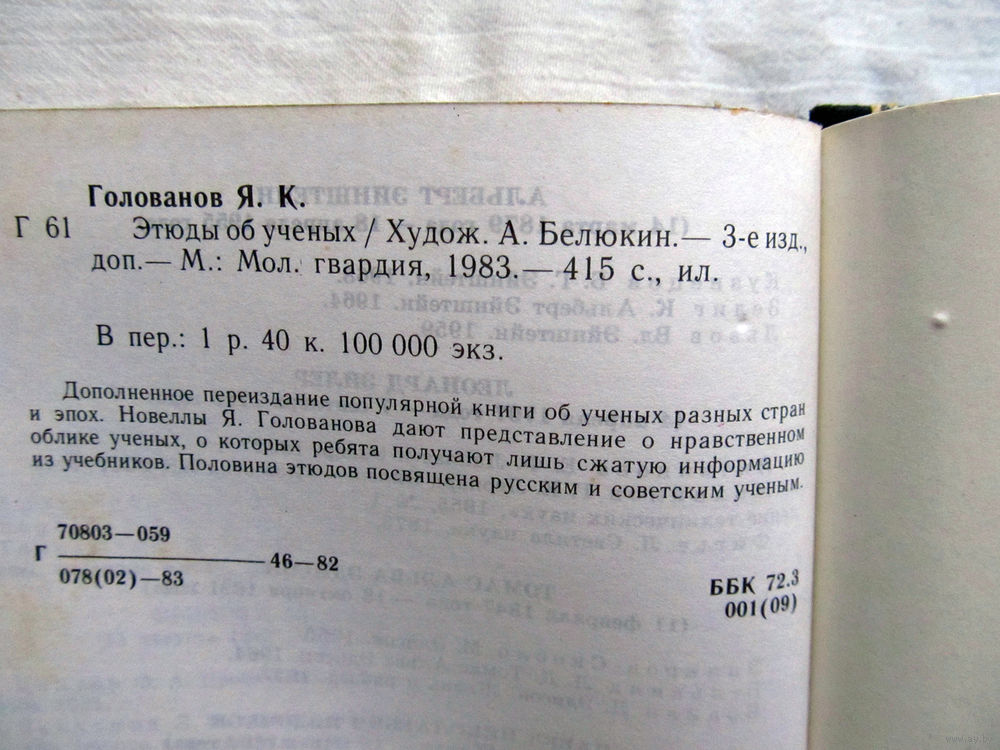 Голованов Я. К.
Г 61 Этюды об ученых / Худож. А. Белюкин.— 3-е изд.,
доп.— М.: Мол. гвардия, 1983.— 415 с., ил.
В пер.: 1 р. 40 к. 100 000 экз.
Дополненное переиздание популярной книги об ученых разных стран
и эпох. Новеллы Я. Голованова дают представление о нравственном
облике ученых, о которых ребята получают лишь сжатую информацию
из учебников. Половина этюдов посвящена русским и советским ученым.
70803—059
Г 46—82
078(02)—83
ББК 72.3
001(09)